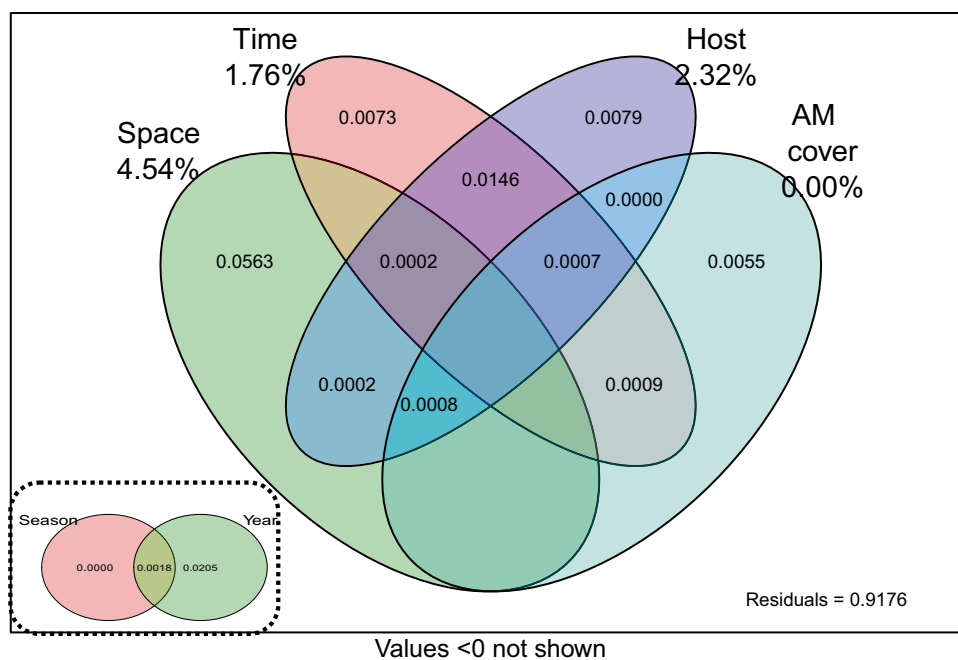 Time
1.76%
Host
2.32%
Space
4.54%
AM
cover
0.00%
0.0073
0.0079
0.0146
0.0000
0.0563
0.0002
0.0007
0.0055
0.0002
0.0008
0.0009
Season
Year
0.0000
0.0018
0.0205
Residuals = 0.9176
Values <0 not shown